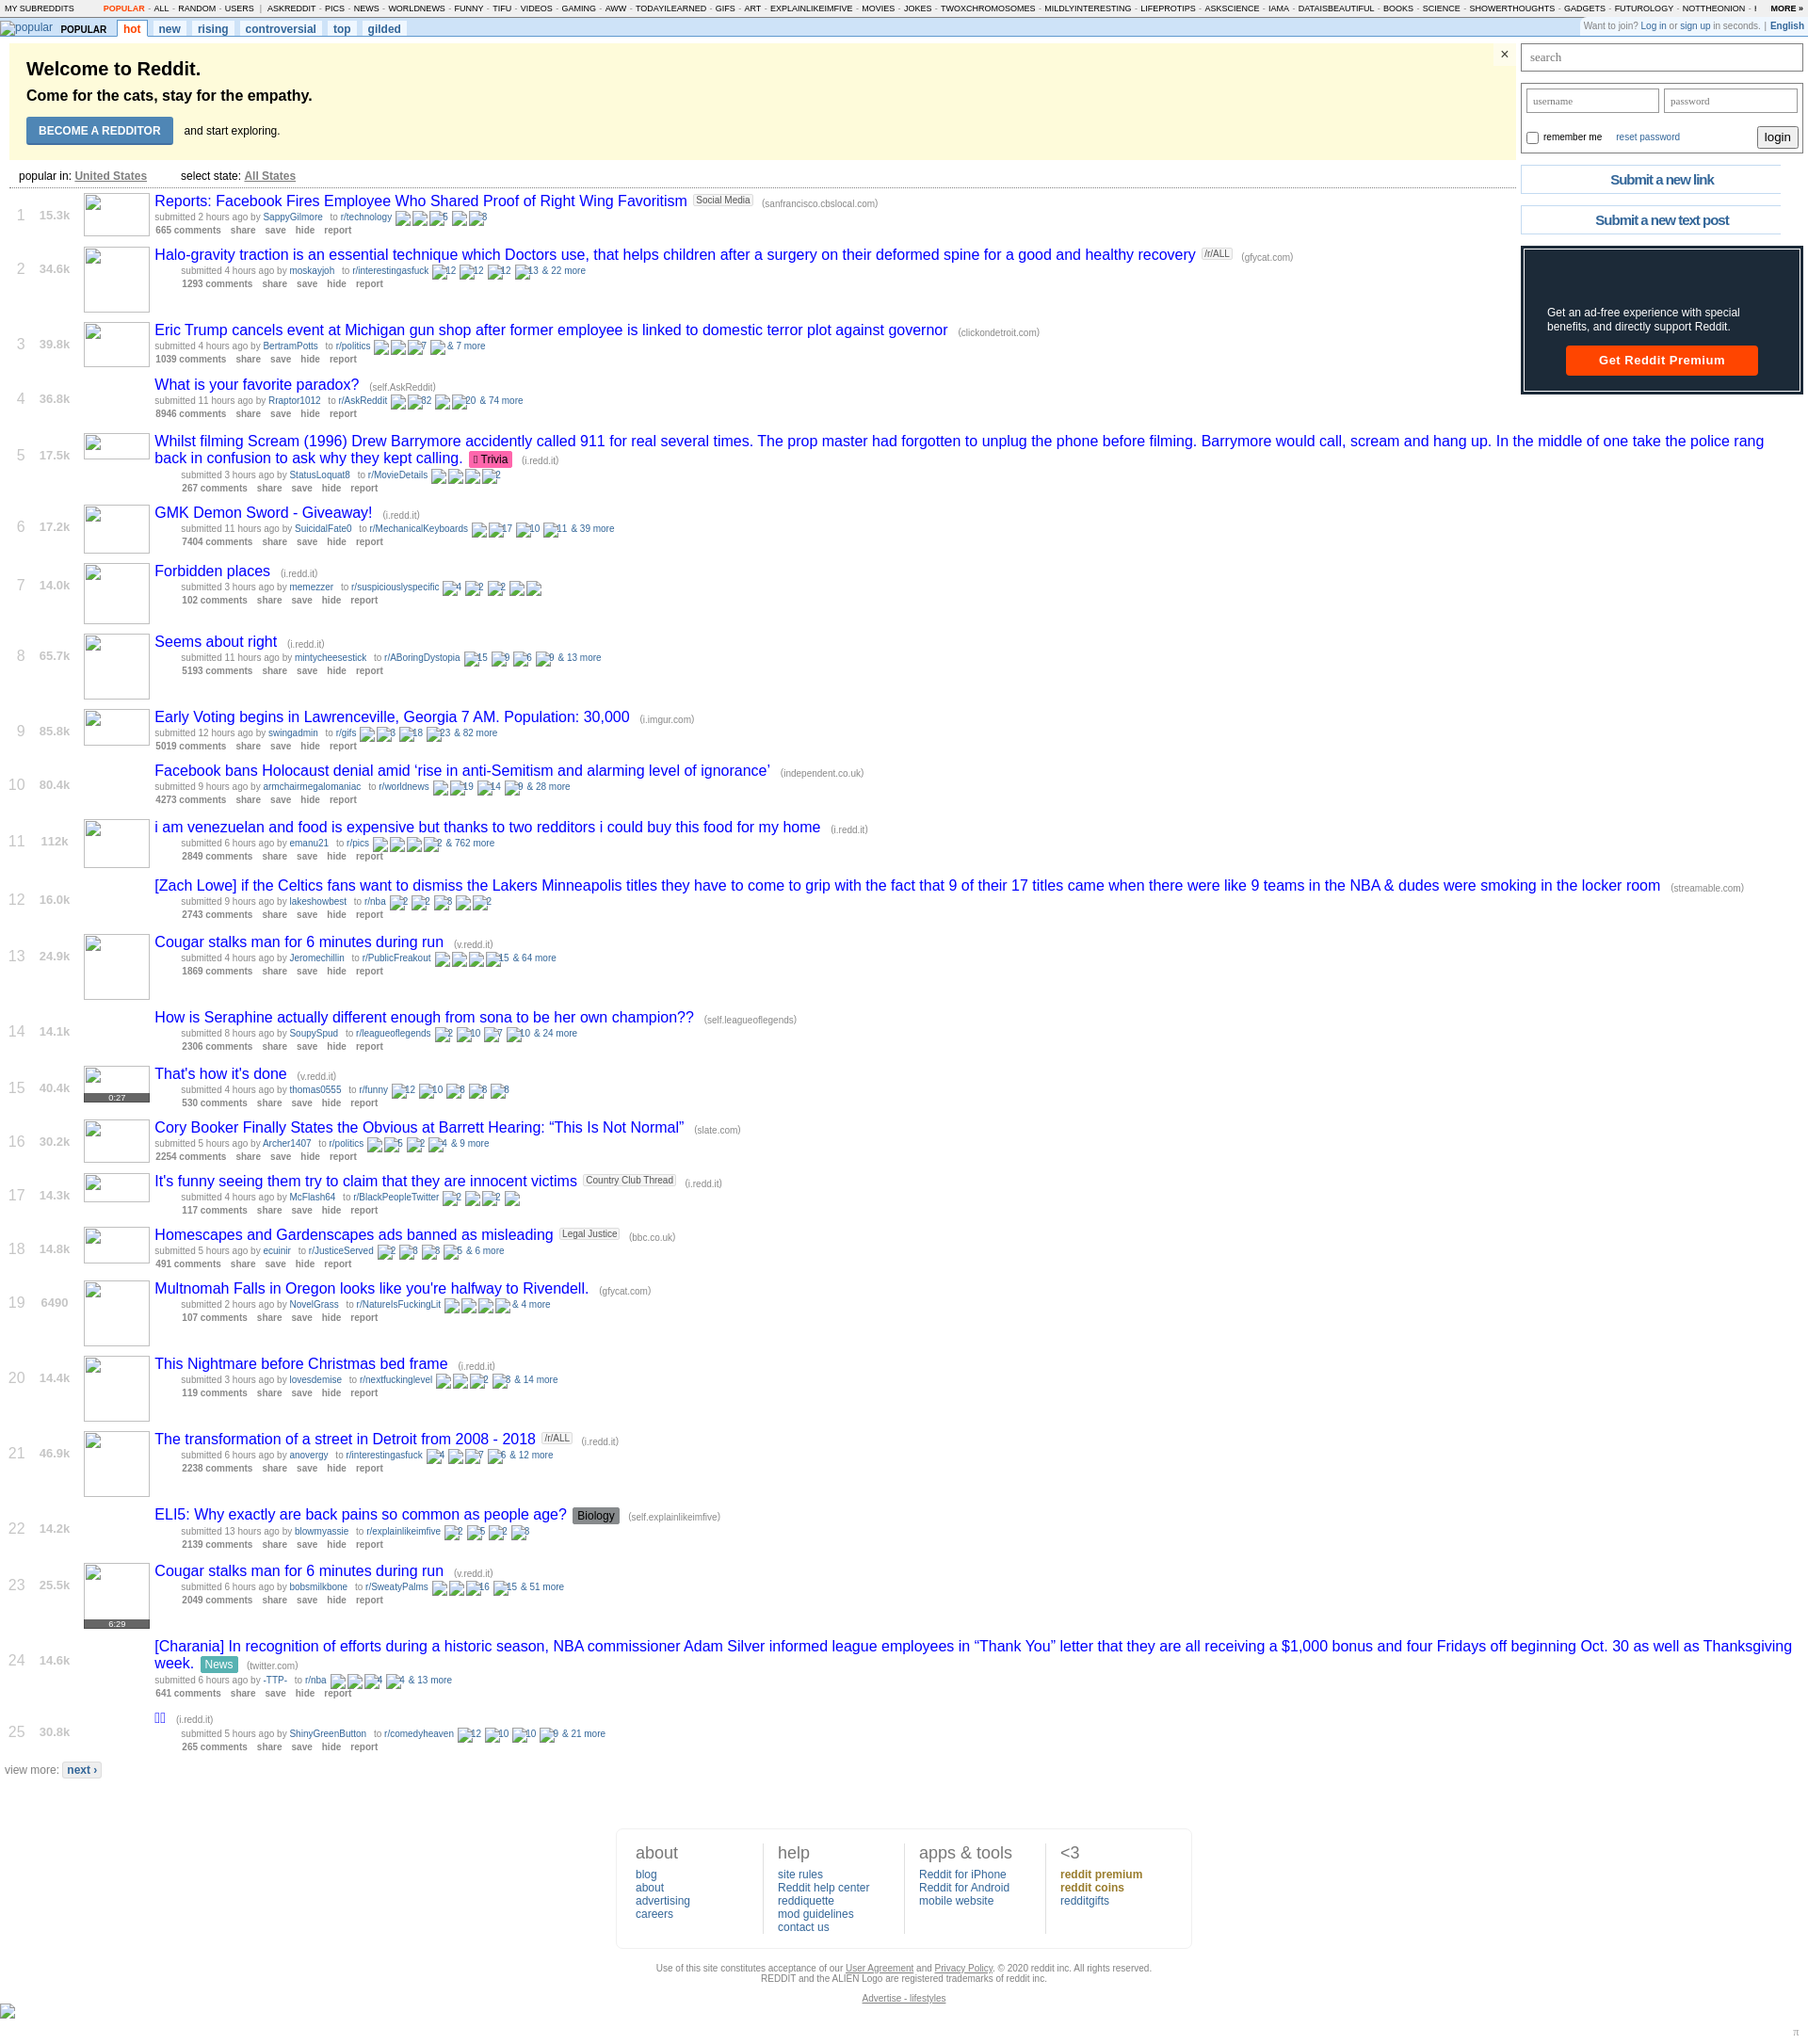 MY SUBREDDITS POPULAR - ALL - RANDOM - USERS | ASKREDDIT - PICS - NEWS - WORLDNEWS - FUNNY - TIFU - VIDEOS - GAMING - AWW - TODAYILEARNED - GIFS - ART - EXPLAINLIKEIMFIVE - MOVIES - JOKES - TWOXCHROMOSOMES - MILDLYINTERESTING - LIFEPROTIPS - ASKSCIENCE - IAMA - DATAISBEAUTIFUL - BOOKS - SCIENCE - SHOWERTHOUGHTS - GADGETS - FUTUROLOGY - NOTTHEONION - MORE »
popular POPULAR hot new rising controversial top gilded Want to join? Log in or sign up in seconds. | English
Welcome to Reddit. ×
Come for the cats, stay for the empathy.
BECOME A REDDITOR and start exploring.
search
username password
remember me reset password login
Submit a new link
Submit a new text post
Get an ad-free experience with special
benefits, and directly support Reddit.
Get Reddit Premium
popular in: United States select state: All States
1 15.3k Reports: Facebook Fires Employee Who Shared Proof of Right Wing Favoritism Social Media (sanfrancisco.cbslocal.com)
submitted 2 hours ago by SappyGilmore to r/technology 5 3
665 comments share save hide report
2 34.6k Halo-gravity traction is an essential technique which Doctors use, that helps children after a surgery on their deformed spine for a good and healthy recovery /r/ALL (gfycat.com)
submitted 4 hours ago by moskayjoh to r/interestingasfuck 12 12 12 13 & 22 more
1293 comments share save hide report
3 39.8k Eric Trump cancels event at Michigan gun shop after former employee is linked to domestic terror plot against governor (clickondetroit.com)
submitted 4 hours ago by BertramPotts to r/politics 7 & 7 more
1039 comments share save hide report
4 36.8k What is your favorite paradox? (self.AskReddit)
submitted 11 hours ago by Rraptor1012 to r/AskReddit 32 20 & 74 more
8946 comments share save hide report
5 17.5k Whilst filming Scream (1996) Drew Barrymore accidently called 911 for real several times. The prop master had forgotten to unplug the phone before filming. Barrymore would call, scream and hang up. In the middle of one take the police rang
back in confusion to ask why they kept calling. Trivia (i.redd.it)
submitted 3 hours ago by StatusLoquat8 to r/MovieDetails 2
267 comments share save hide report
6 17.2k GMK Demon Sword - Giveaway! (i.redd.it)
submitted 11 hours ago by SuicidalFate0 to r/MechanicalKeyboards 17 10 11 & 39 more
7404 comments share save hide report
7 14.0k Forbidden places (i.redd.it)
submitted 3 hours ago by memezzer to r/suspiciouslyspecific 4 2 2
102 comments share save hide report
8 65.7k Seems about right (i.redd.it)
submitted 11 hours ago by mintycheesestick to r/ABoringDystopia 15 9 6 9 & 13 more
5193 comments share save hide report
9 85.8k Early Voting begins in Lawrenceville, Georgia 7 AM. Population: 30,000 (i.imgur.com)
submitted 12 hours ago by swingadmin to r/gifs 3 18 23 & 82 more
5019 comments share save hide report
10 80.4k Facebook bans Holocaust denial amid ‘rise in anti-Semitism and alarming level of ignorance’ (independent.co.uk)
submitted 9 hours ago by armchairmegalomaniac to r/worldnews 19 14 9 & 28 more
4273 comments share save hide report
11 112k i am venezuelan and food is expensive but thanks to two redditors i could buy this food for my home (i.redd.it)
submitted 6 hours ago by emanu21 to r/pics 2 & 762 more
2849 comments share save hide report
12 16.0k [Zach Lowe] if the Celtics fans want to dismiss the Lakers Minneapolis titles they have to come to grip with the fact that 9 of their 17 titles came when there were like 9 teams in the NBA & dudes were smoking in the locker room (streamable.com)
submitted 9 hours ago by lakeshowbest to r/nba 2 2 3 2
2743 comments share save hide report
13 24.9k Cougar stalks man for 6 minutes during run (v.redd.it)
submitted 4 hours ago by Jeromechillin to r/PublicFreakout 15 & 64 more
1869 comments share save hide report
14 14.1k How is Seraphine actually different enough from sona to be her own champion?? (self.leagueoflegends)
submitted 8 hours ago by SoupySpud to r/leagueoflegends 2 10 7 10 & 24 more
2306 comments share save hide report
15 40.4k 0:27 That's how it's done (v.redd.it)
submitted 4 hours ago by thomas0555 to r/funny 12 10 8 6 8
530 comments share save hide report
16 30.2k Cory Booker Finally States the Obvious at Barrett Hearing: “This Is Not Normal” (slate.com)
submitted 5 hours ago by Archer1407 to r/politics 5 2 4 & 9 more
2254 comments share save hide report
17 14.3k It's funny seeing them try to claim that they are innocent victims Country Club Thread (i.redd.it)
submitted 4 hours ago by McFlash64 to r/BlackPeopleTwitter 2 2
117 comments share save hide report
18 14.8k Homescapes and Gardenscapes ads banned as misleading Legal Justice (bbc.co.uk)
submitted 5 hours ago by ecuinir to r/JusticeServed 2 3 3 5 & 6 more
491 comments share save hide report
19 6490 Multnomah Falls in Oregon looks like you're halfway to Rivendell. (gfycat.com)
submitted 2 hours ago by NovelGrass to r/NatureIsFuckingLit & 4 more
107 comments share save hide report
20 14.4k This Nightmare before Christmas bed frame (i.redd.it)
submitted 3 hours ago by lovesdemise to r/nextfuckinglevel 2 3 & 14 more
119 comments share save hide report
21 46.9k The transformation of a street in Detroit from 2008 - 2018 /r/ALL (i.redd.it)
submitted 6 hours ago by anovergy to r/interestingasfuck 4 7 6 & 12 more
2238 comments share save hide report
22 14.2k ELI5: Why exactly are back pains so common as people age? Biology (self.explainlikeimfive)
submitted 13 hours ago by blowmyassie to r/explainlikeimfive 2 5 2 3
2139 comments share save hide report
23 25.5k 6:29 Cougar stalks man for 6 minutes during run (v.redd.it)
submitted 6 hours ago by bobsmilkbone to r/SweatyPalms 16 15 & 51 more
2049 comments share save hide report
24 14.6k [Charania] In recognition of efforts during a historic season, NBA commissioner Adam Silver informed league employees in “Thank You” letter that they are all receiving a $1,000 bonus and four Fridays off beginning Oct. 30 as well as Thanksgiving
week. News (twitter.com)
submitted 6 hours ago by -TTP- to r/nba 4 4 & 13 more
641 comments share save hide report
25 30.8k (i.redd.it)
submitted 5 hours ago by ShinyGreenButton to r/comedyheaven 12 10 10 9 & 21 more
265 comments share save hide report
view more: next ›
about help apps & tools <3
blog site rules Reddit for iPhone reddit premium
about Reddit help center Reddit for Android reddit coins
advertising reddiquette mobile website redditgifts
careers mod guidelines
contact us
Use of this site constitutes acceptance of our User Agreement and Privacy Policy. © 2020 reddit inc. All rights reserved.
REDDIT and the ALIEN Logo are registered trademarks of reddit inc.
Advertise - lifestyles
π